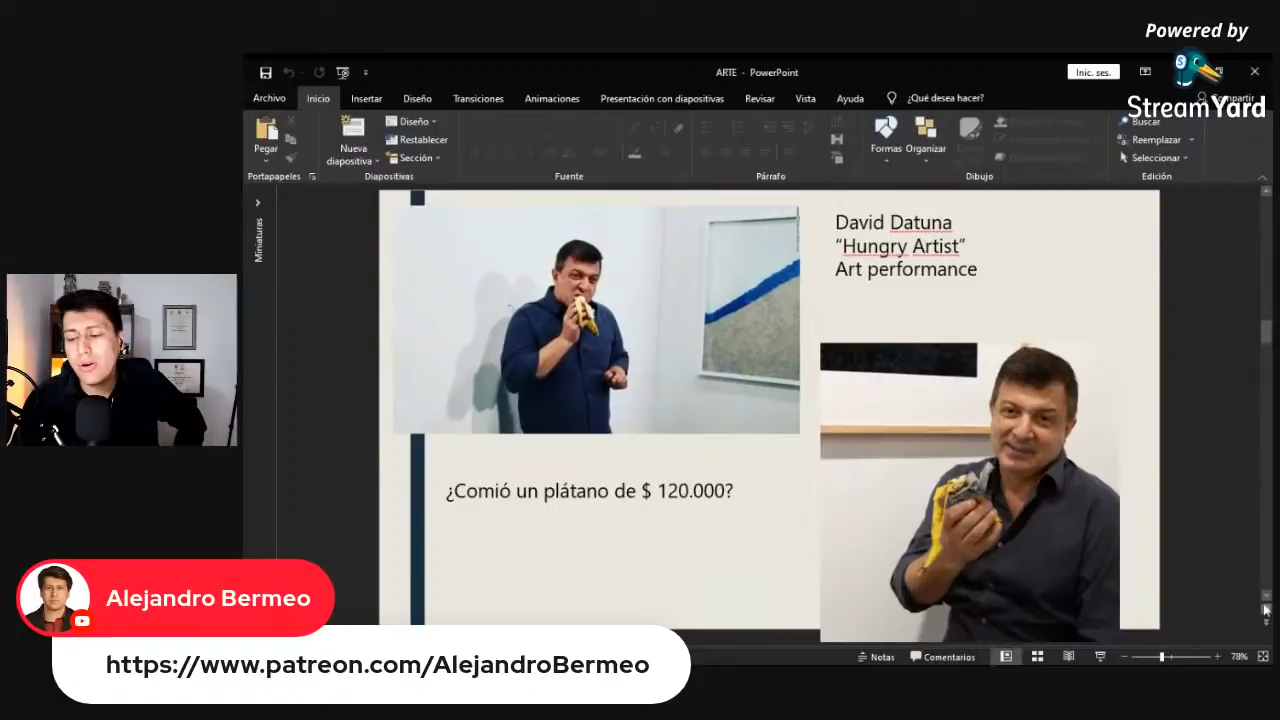 Powered by
StreamYard
ARTE - PowerPoint
Inic. ses.
Archivo
Inicio
Insertar
Diseño
Transiciones
Animaciones
Presentación con diapositivas
Revisar
Vista
Ayuda
¿Qué desea hacer?
Compartir
Pegar
Nueva
diapositiva
Diseño
Restablecer
Sección
Formas
Organizar
Buscar
Reemplazar
Seleccionar
Portapapeles
Diapositivas
Fuente
Párrafo
Dibujo
Edición
Miniaturas
David Datuna
“Hungry Artist”
Art performance
¿Comió un plátano de $ 120.000?
Alejandro Bermeo
https://www.patreon.com/AlejandroBermeo
Notas
Comentarios
78%